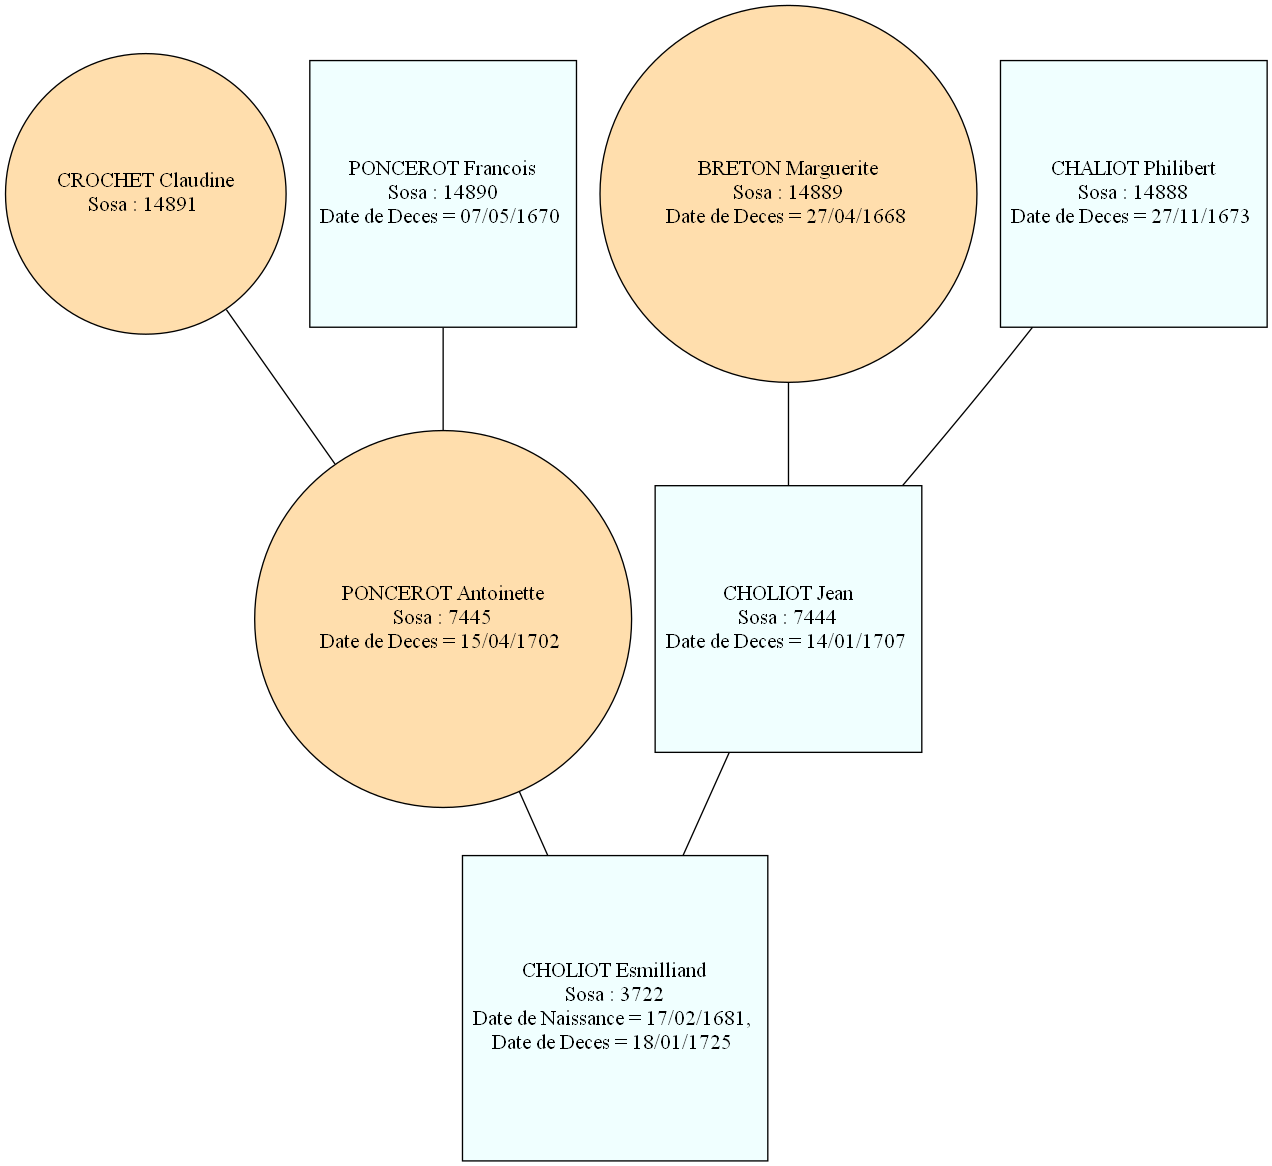 CROCHET Claudine
Sosa : 14891
PONCEROT Francois
Sosa : 14890
Date de Deces = 07/05/1670
BRETON Marguerite
Sosa : 14889
Date de Deces = 27/04/1668
CHALIOT Philibert
Sosa : 14888
Date de Deces = 27/11/1673
PONCEROT Antoinette
Sosa : 7445
Date de Deces = 15/04/1702
CHOLIOT Jean
Sosa : 7444
Date de Deces = 14/01/1707
CHOLIOT Esmilliand
Sosa : 3722
Date de Naissance = 17/02/1681,
Date de Deces = 18/01/1725